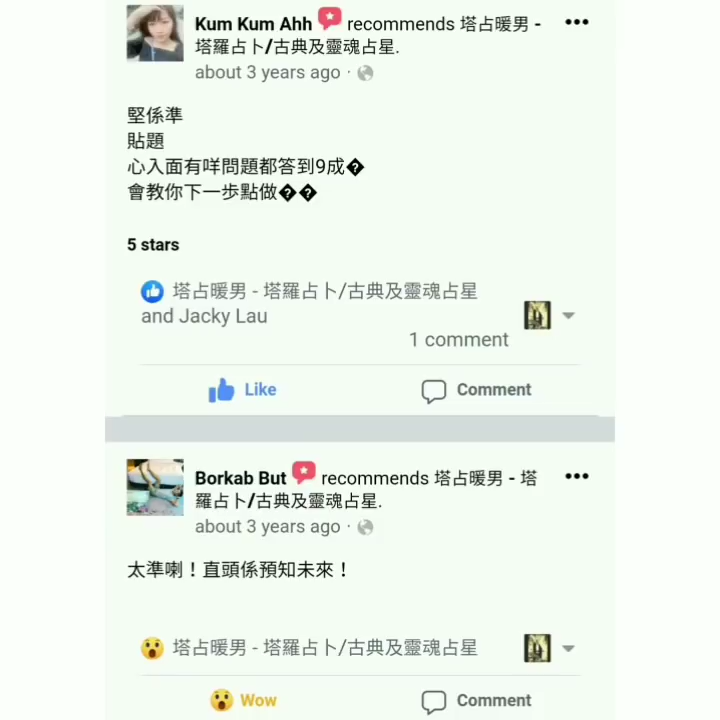 Kum Kum Ahh recommends 塔占暖男 -
塔羅占卜/古典及靈魂占星.
about 3 years ago ·
堅係準
貼題
心入面有咩問題都答到9成�
會教你下一步點做��
5 stars
塔占暖男 - 塔羅占卜/古典及靈魂占星
and Jacky Lau
1 comment
Like
Comment
Borkab But recommends 塔占暖男 - 塔
羅占卜/古典及靈魂占星.
about 3 years ago ·
太準喇！直頭係預知未來！
塔占暖男 - 塔羅占卜/古典及靈魂占星
Wow
Comment